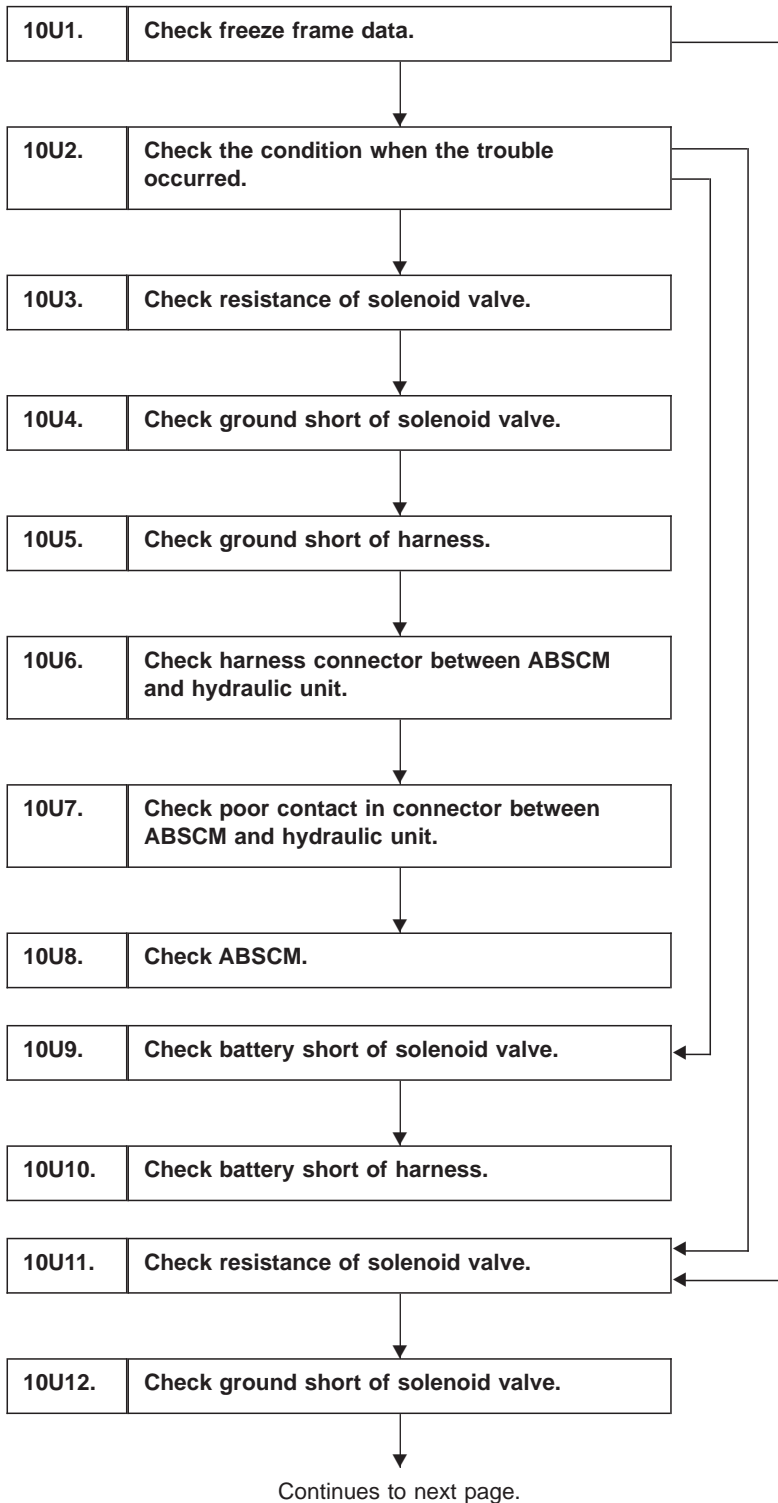 10U1. Check freeze frame data.
10U2. Check the condition when the trouble
occurred.
10U3. Check resistance of solenoid valve.
10U4. Check ground short of solenoid valve.
10U5. Check ground short of harness.
10U6. Check harness connector between ABSCM
and hydraulic unit.
10U7. Check poor contact in connector between
ABSCM and hydraulic unit.
10U8. Check ABSCM.
10U9. Check battery short of solenoid valve.
10U10. Check battery short of harness.
10U11. Check resistance of solenoid valve.
10U12. Check ground short of solenoid valve.
Continues to next page.